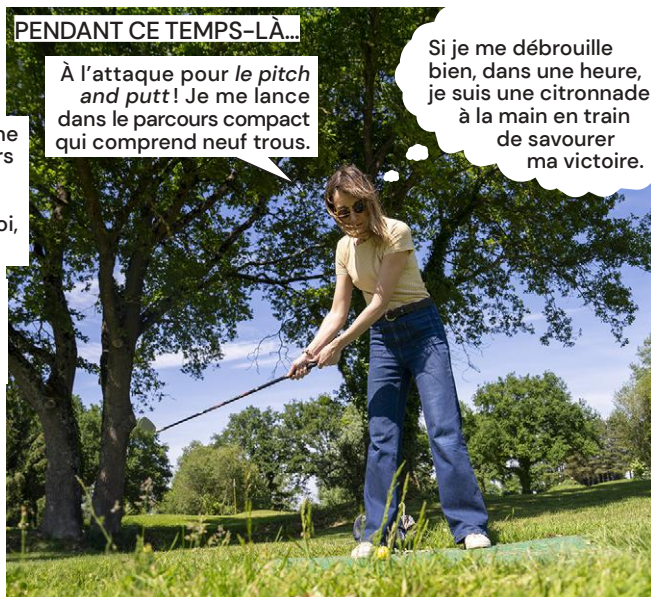 PENDANT CE TEMPS-LÀ...
À l'attaque pour le pitch
and putt ! Je me lance
dans le parcours compact
qui comprend neuf trous.
Si je me débrouille
bien, dans une heure,
je suis une citronnade
à la main en train
de savourer
ma victoire.